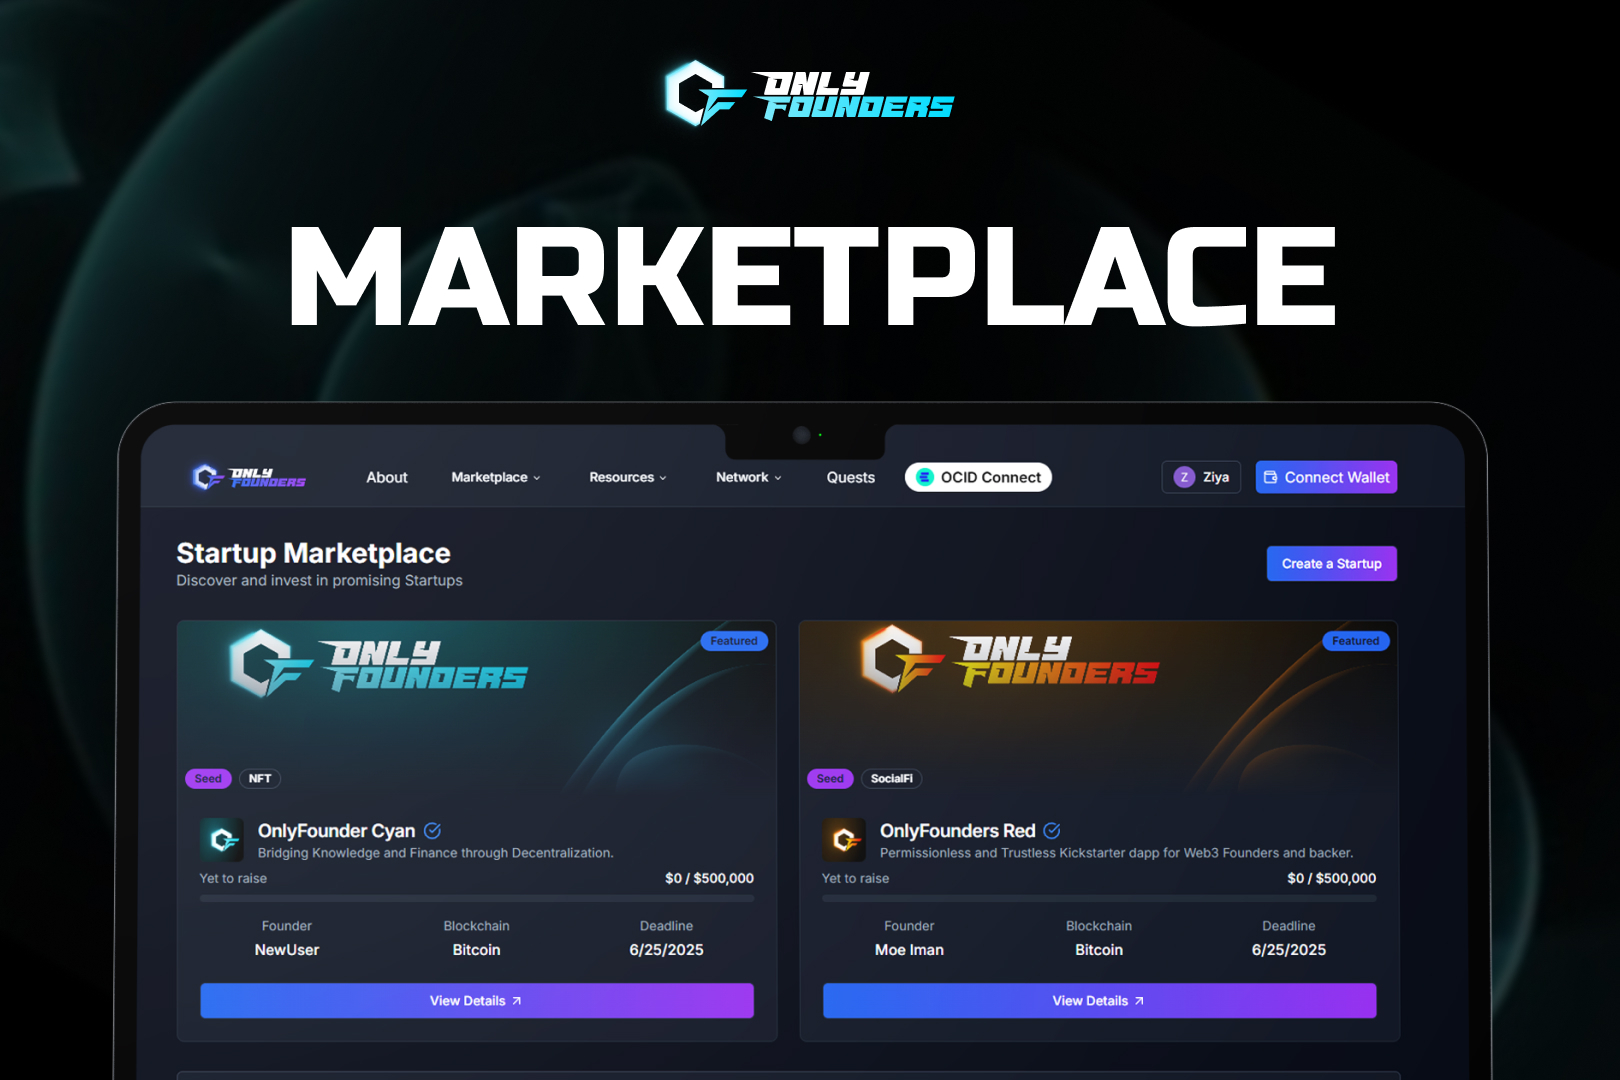 ONLY
FOUNDERS
MARKETPLACE
ONLY
FOUNDERS
About
Marketplace
Resources
Network
Quests
OCID Connect
Z
Ziya
Connect Wallet
Startup Marketplace
Discover and invest in promising Startups
Create a Startup
ONLY
FOUNDERS
Featured
Seed
NFT
OnlyFounder Cyan
Bridging Knowledge and Finance through Decentralization.
Yet to raise
$0 / $500,000
Founder
Blockchain
Deadline
NewUser
Bitcoin
6/25/2025
View Details
ONLY
FOUNDERS
Featured
Seed
SocialFi
OnlyFounders Red
Permissionless and Trustless Kickstarter dapp for Web3 Founders and backer.
Yet to raise
$0 / $500,000
Founder
Blockchain
Deadline
Moe Iman
Bitcoin
6/25/2025
View Details